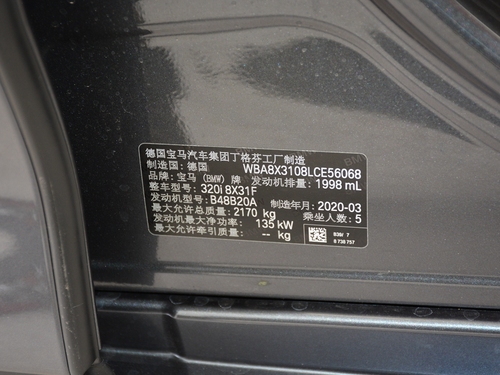 德国宝马汽车集团丁格芬工厂制造
制造国: 德国 WBA8X3108LCE56068
品牌: 宝马 (BMW) 牌 发动机排量: 1998 mL
整车型号: 320i 8X31F
发动机型号: B48B20A 制造年月: 2020-03
最大允许总质量: 2170 kg 乘坐人数: 5
发动机最大净功率: 135 kW
最大允许牵引质量: -- kg
8 738 757